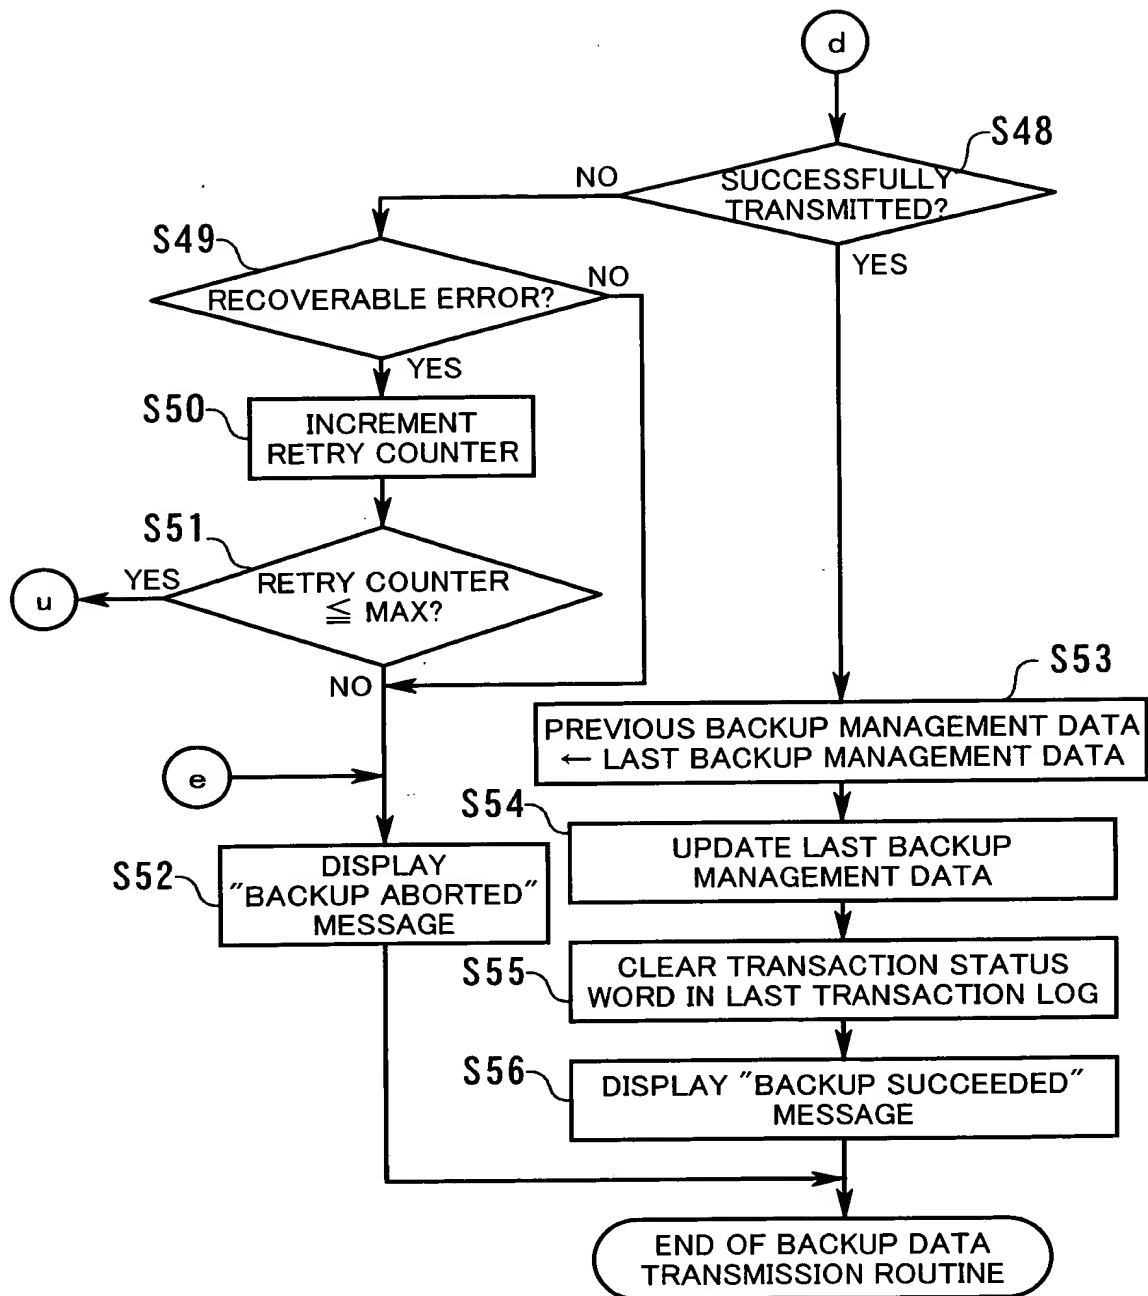 d
S48
SUCCESSFULLY
TRANSMITTED?
NO
YES
S49
RECOVERABLE ERROR?
NO
YES
S50
INCREMENT
RETRY COUNTER
S51
RETRY COUNTER
≦ MAX?
YES
u
NO
e
S52
DISPLAY
"BACKUP ABORTED"
MESSAGE
S53
PREVIOUS BACKUP MANAGEMENT DATA
← LAST BACKUP MANAGEMENT DATA
S54
UPDATE LAST BACKUP
MANAGEMENT DATA
S55
CLEAR TRANSACTION STATUS
WORD IN LAST TRANSACTION LOG
S56
DISPLAY "BACKUP SUCCEEDED"
MESSAGE
END OF BACKUP DATA
TRANSMISSION ROUTINE